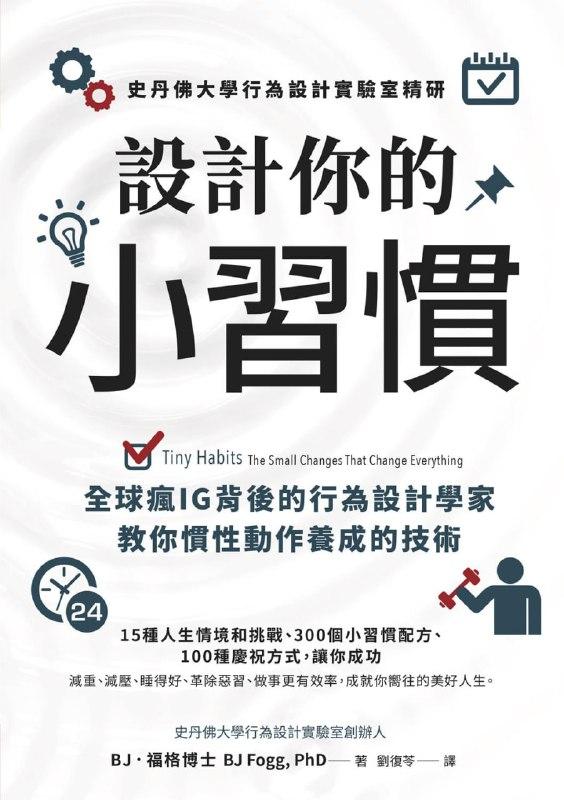 史丹佛大學行為設計實驗室精研
設計你的
小習慣
Tiny Habits The Small Changes That Change Everything
全球瘋IG背後的行為設計學家
教你慣性動作養成的技術
24
15種人生情境和挑戰、300個小習慣配方、
100種慶祝方式，讓你成功
減重、減壓、睡得好、革除惡習、做事更有效率，成就你嚮往的美好人生。
史丹佛大學行為設計實驗室創辦人
BJ．福格博士 BJ Fogg, PhD——著 劉復苓——譯